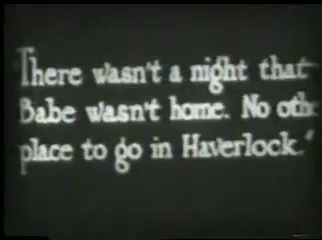 There wasn't a night that
Babe wasn't home. No othe
place to go in Haverlock."